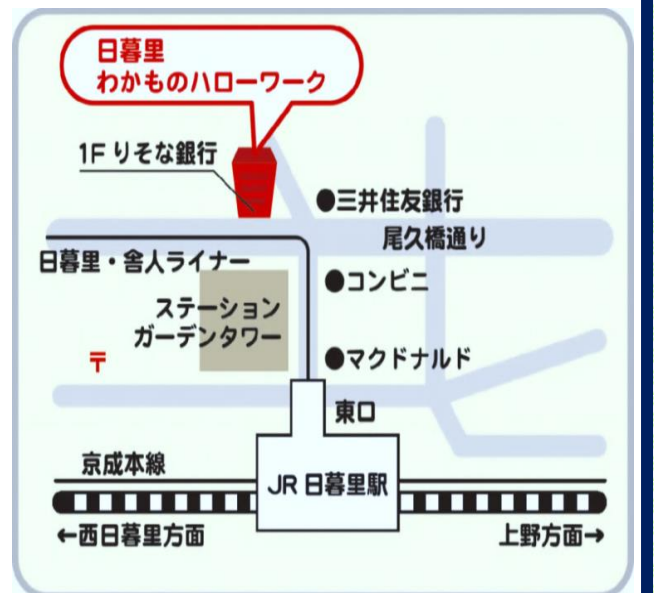 日暮里
わかものハローワーク
1F りそな銀行
●三井住友銀行
尾久橋通り
日暮里・舎人ライナー
●コンビニ
ステーション
ガーデンタワー
〒
●マクドナルド
東口
京成本線
JR 日暮里駅
←西日暮里方面
上野方面→